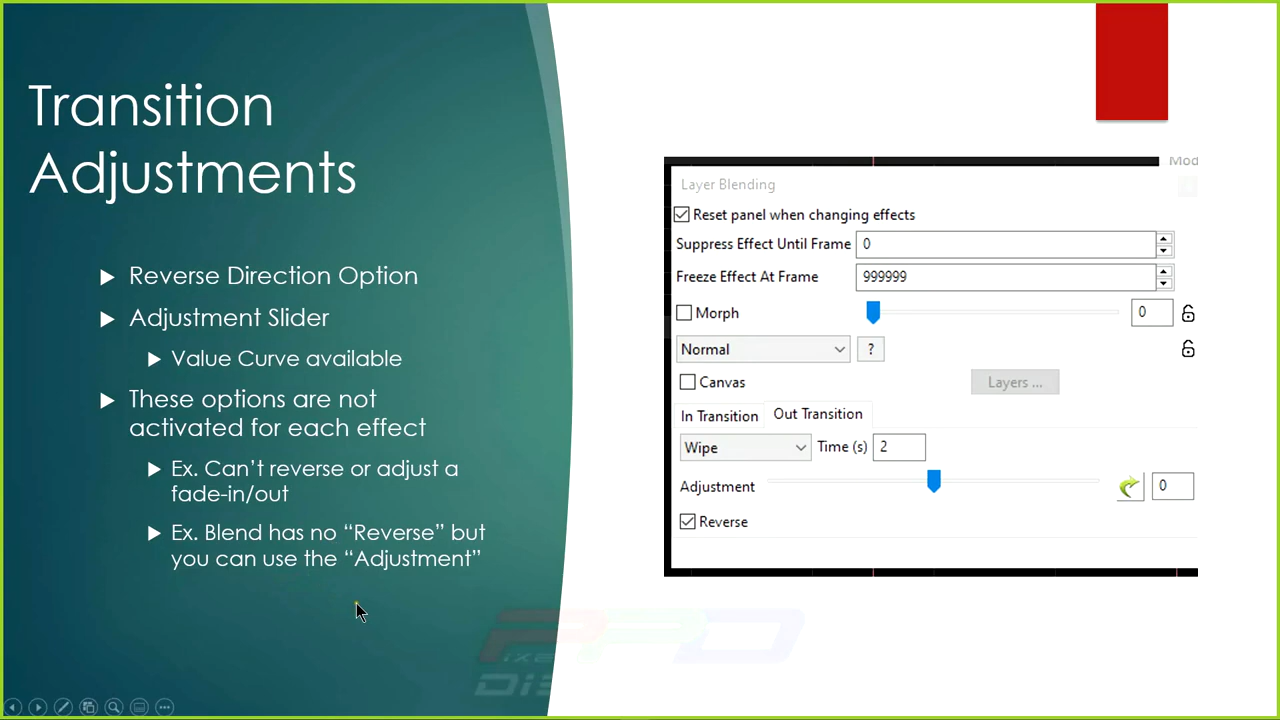 Transition
Adjustments
Reverse Direction Option
Adjustment Slider
Value Curve available
These options are not
activated for each effect
Ex. Can’t reverse or adjust a
fade-in/out
Ex. Blend has no “Reverse” but
you can use the “Adjustment”
Mod
Layer Blending
Reset panel when changing effects
Suppress Effect Until Frame 0
Freeze Effect At Frame 999999
Morph 0
Normal ?
Canvas Layers ...
In Transition Out Transition
Wipe Time (s) 2
Adjustment 0
Reverse
PPD